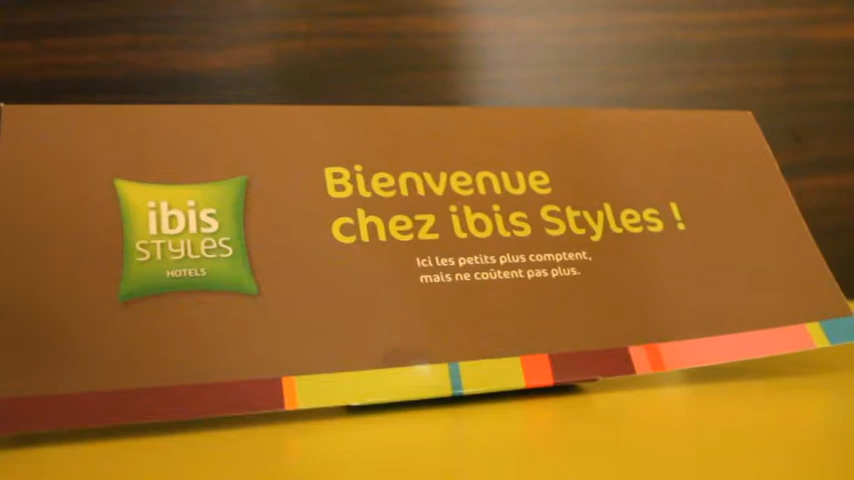 ibis
STYLES
HOTELS
Bienvenue
chez ibis Styles !
Ici les petits plus comptent,
mais ne coûtent pas plus.